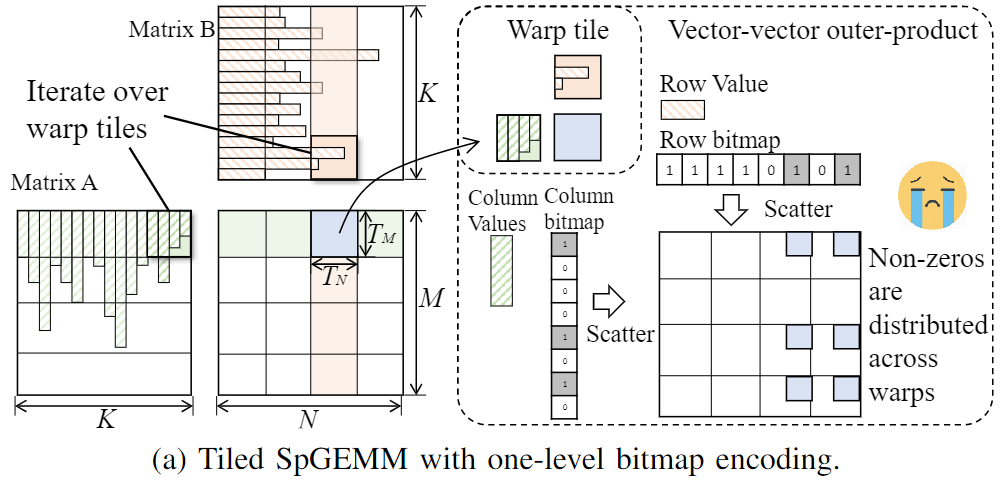 Matrix B
K
Iterate over
warp tiles
Matrix A
K
T_M
T_N
M
N
Warp tile
Vector-vector outer-product
Row Value
Row bitmap
1 1 1 1 0 1 0 1
Scatter
Column
Values
Column
bitmap
1
0
0
0
1
0
1
0
Scatter
Non-zeros
are
distributed
across
warps
(a) Tiled SpGEMM with one-level bitmap encoding.